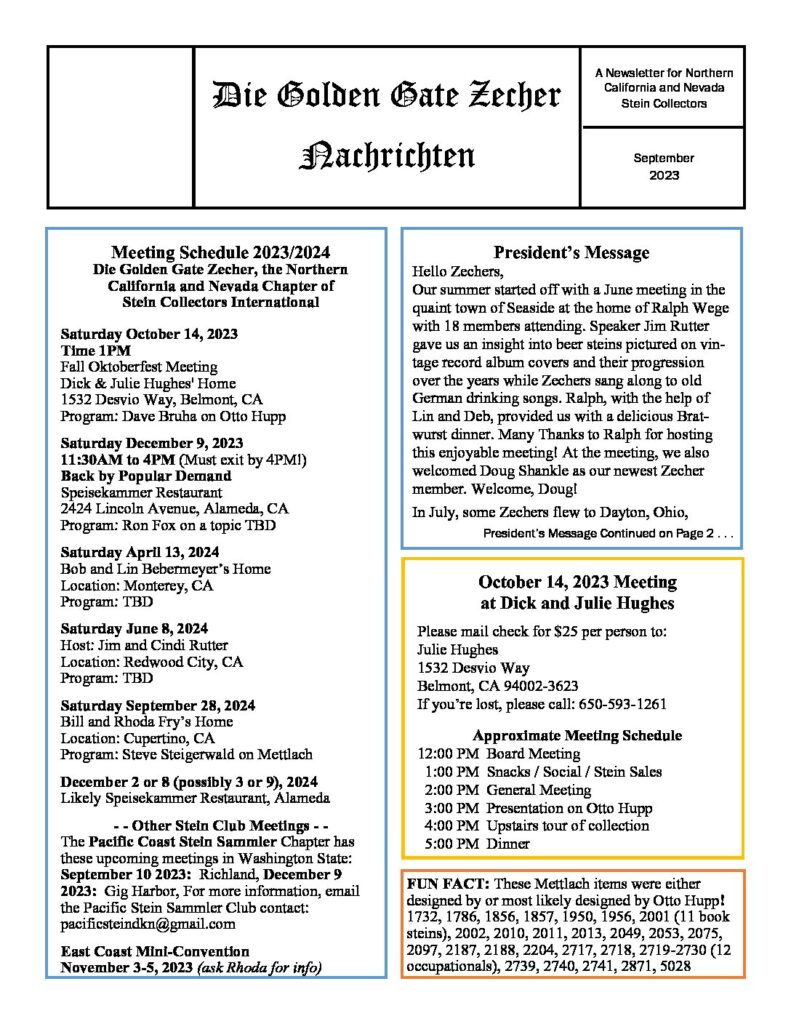 Die Golden Gate Zecher
Nachrichten
A Newsletter for Northern
California and Nevada
Stein Collectors
September
2023
Meeting Schedule 2023/2024
Die Golden Gate Zecher, the Northern
California and Nevada Chapter of
Stein Collectors International
Saturday October 14, 2023
Time 1PM
Fall Oktoberfest Meeting
Dick & Julie Hughes' Home
1532 Desvio Way, Belmont, CA
Program: Dave Bruha on Otto Hupp
Saturday December 9, 2023
11:30AM to 4PM (Must exit by 4PM!)
Back by Popular Demand
Speisekammer Restaurant
2424 Lincoln Avenue, Alameda, CA
Program: Ron Fox on a topic TBD
Saturday April 13, 2024
Bob and Lin Bebermeyer's Home
Location: Monterey, CA
Program: TBD
Saturday June 8, 2024
Host: Jim and Cindi Rutter
Location: Redwood City, CA
Program: TBD
Saturday September 28, 2024
Bill and Rhoda Fry's Home
Location: Cupertino, CA
Program: Steve Steigerwald on Mettlach
December 2 or 8 (possibly 3 or 9), 2024
Likely Speisekammer Restaurant, Alameda
- - Other Stein Club Meetings - -
The Pacific Coast Stein Sammler Chapter has
these upcoming meetings in Washington State:
September 10 2023: Richland, December 9
2023: Gig Harbor, For more information, email
the Pacific Stein Sammler Club contact:
pacificsteindkn@gmail.com
East Coast Mini-Convention
November 3-5, 2023 (ask Rhoda for info)
President's Message
Hello Zechers,
Our summer started off with a June meeting in the
quaint town of Seaside at the home of Ralph Wege
with 18 members attending. Speaker Jim Rutter
gave us an insight into beer steins pictured on vin-
tage record album covers and their progression
over the years while Zechers sang along to old
German drinking songs. Ralph, with the help of
Lin and Deb, provided us with a delicious Brat-
wurst dinner. Many Thanks to Ralph for hosting
this enjoyable meeting! At the meeting, we also
welcomed Doug Shankle as our newest Zecher
member. Welcome, Doug!
In July, some Zechers flew to Dayton, Ohio,
President's Message Continued on Page 2 . . .
October 14, 2023 Meeting
at Dick and Julie Hughes
Please mail check for $25 per person to:
Julie Hughes
1532 Desvio Way
Belmont, CA 94002-3623
If you're lost, please call: 650-593-1261
Approximate Meeting Schedule
12:00 PM Board Meeting
1:00 PM Snacks / Social / Stein Sales
2:00 PM General Meeting
3:00 PM Presentation on Otto Hupp
4:00 PM Upstairs tour of collection
5:00 PM Dinner
FUN FACT: These Mettlach items were either
designed by or most likely designed by Otto Hupp!
1732, 1786, 1856, 1857, 1950, 1956, 2001 (11 book
steins), 2002, 2010, 2011, 2013, 2049, 2053, 2075,
2097, 2187, 2188, 2204, 2717, 2718, 2719-2730 (12
occupationals), 2739, 2740, 2741, 2871, 5028